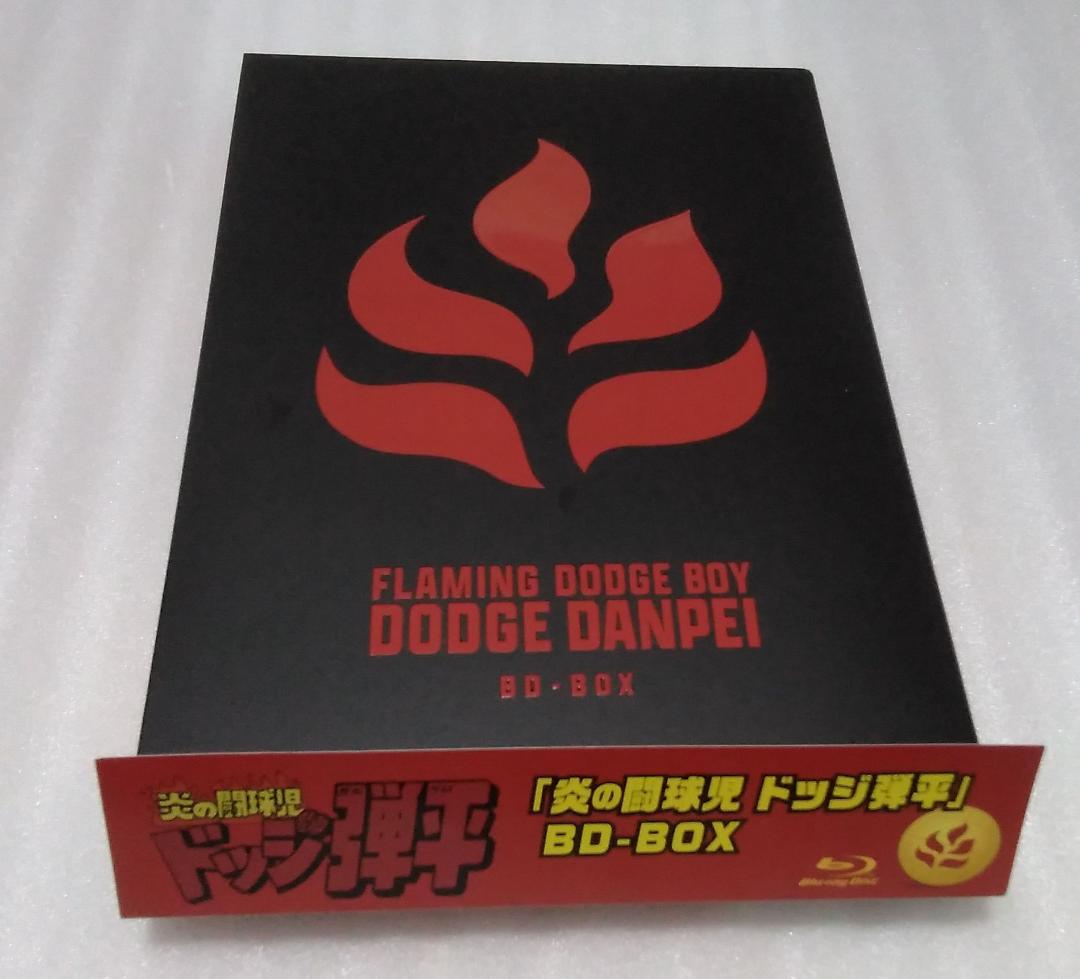 FLAMING DODGE BOY
DODGE DANPEI
BD-BOX
炎の闘球児
ドッジ弾平
「炎の闘球児 ドッジ弾平」
BD-BOX
Blu-ray Disc